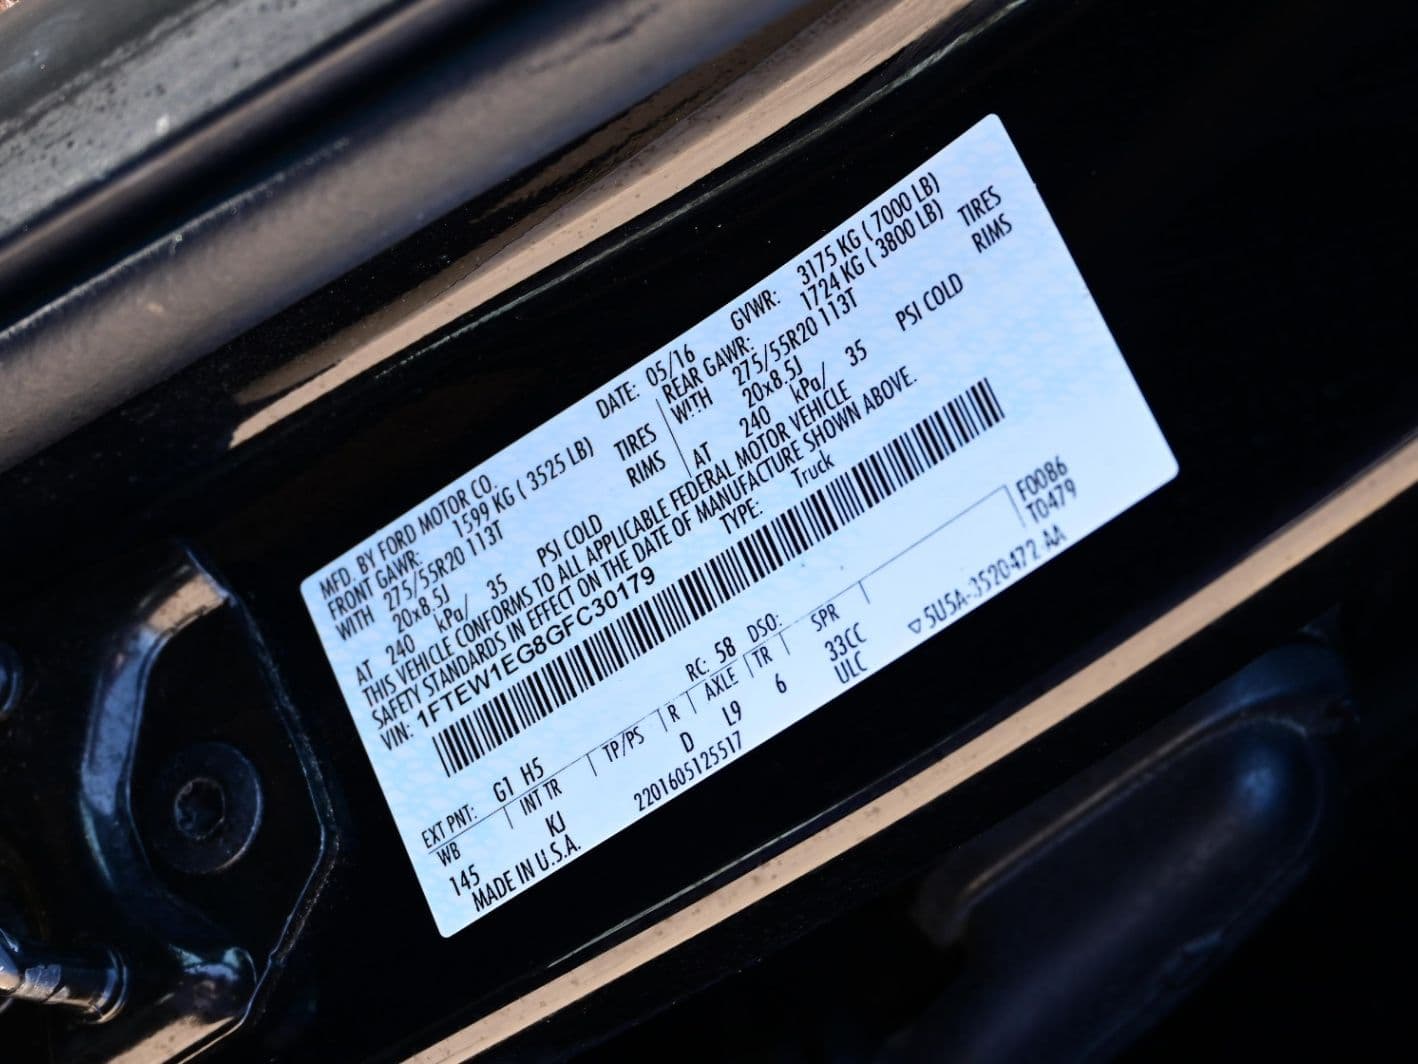 MFD. BY FORD MOTOR CO. DATE: 05/16 GVWR: 3175 KG ( 7000 LB)
FRONT GAWR: 1599 KG ( 3525 LB) REAR GAWR: 1724 KG ( 3800 LB)
WITH 275/55R20 113T TIRES WITH 275/55R20 113T TIRES
20x8.5J RIMS 20x8.5J RIMS
AT 240 kPa/ 35 PSI COLD AT 240 kPa/ 35 PSI COLD
THIS VEHICLE CONFORMS TO ALL APPLICABLE FEDERAL MOTOR VEHICLE
SAFETY STANDARDS IN EFFECT ON THE DATE OF MANUFACTURE SHOWN ABOVE.
VIN: 1FTEW1EG8GFC30179 TYPE: Truck
EXT PNT: G1 H5 RC: 58 DSO: F0086
WB INT TR TP/PS R AXLE TR SPR T0479
145 KJ D L9 6 33CC
MADE IN U.S.A. 2201605125517 ULC ▽5U5A-3520472 AA